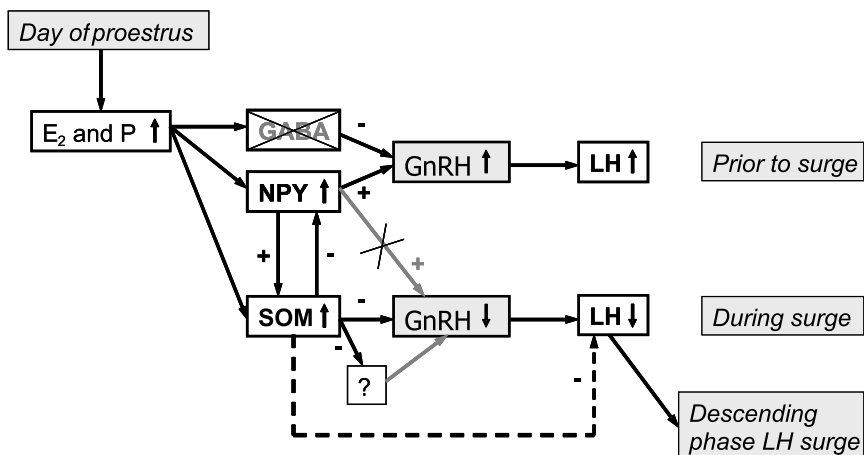 Day of proestrus
E₂ and P ↑
GABA
-
GnRH ↑
LH ↑
Prior to surge
NPY ↑
+
+
-
+
SOM ↑
-
GnRH ↓
LH ↓
During surge
-
?
-
Descending
phase LH surge